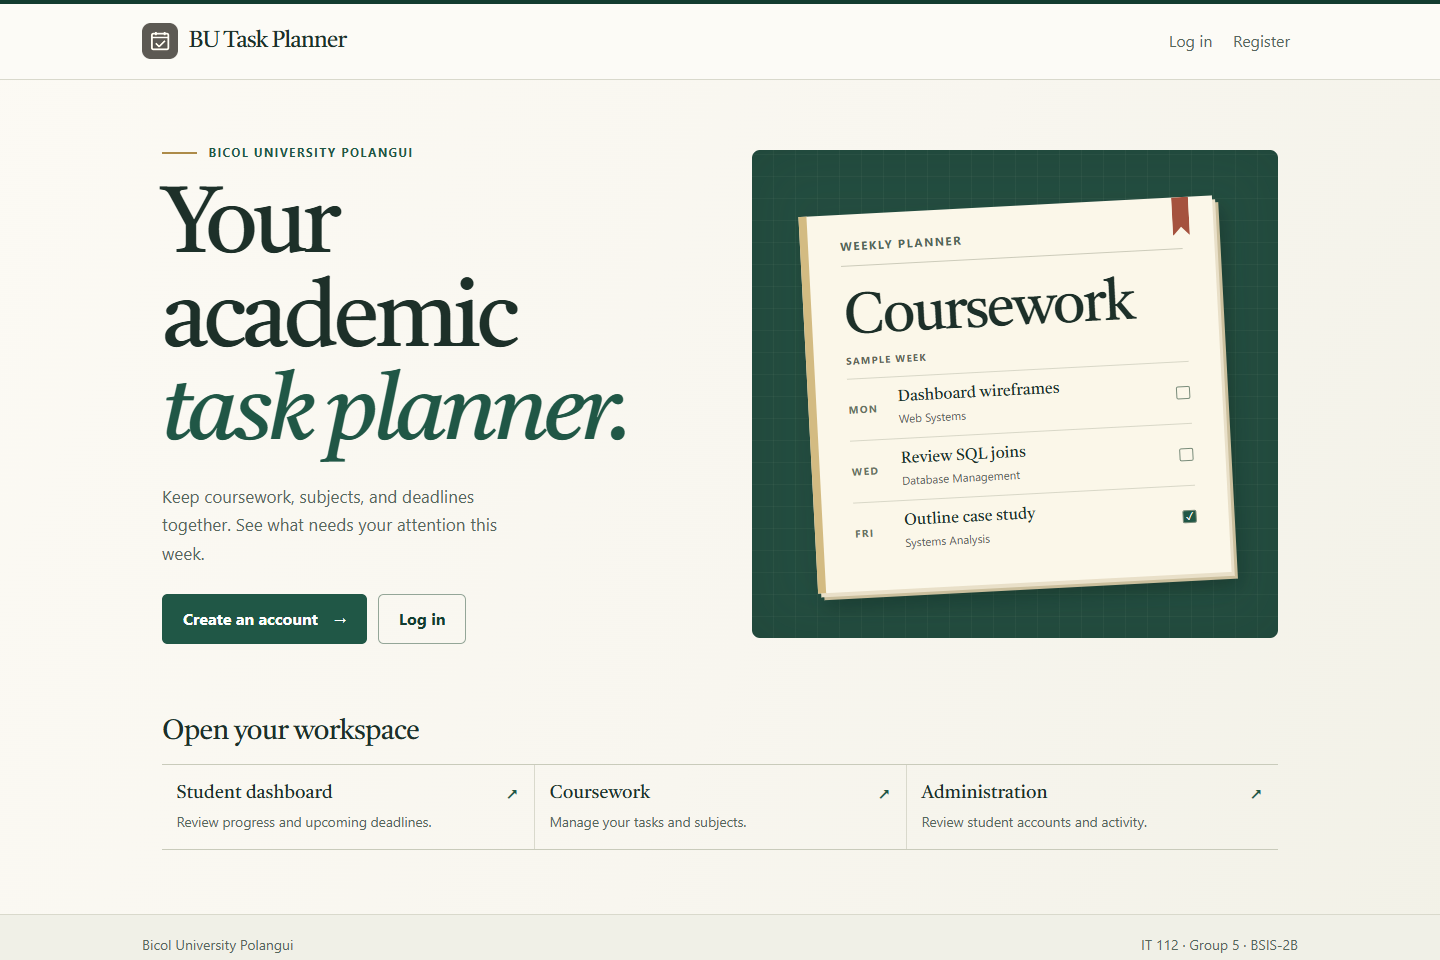 BU Task Planner
Log in
Register
BICOL UNIVERSITY POLANGUI
Your
academic
task planner.
Keep coursework, subjects, and deadlines
together. See what needs your attention this
week.
Create an account →
Log in
WEEKLY PLANNER
Coursework
SAMPLE WEEK
MON
Dashboard wireframes
Web Systems
WED
Review SQL joins
Database Management
FRI
Outline case study
Systems Analysis
Open your workspace
Student dashboard ↗
Review progress and upcoming deadlines.
Coursework ↗
Manage your tasks and subjects.
Administration ↗
Review student accounts and activity.
Bicol University Polangui
IT 112 · Group 5 · BSIS-2B